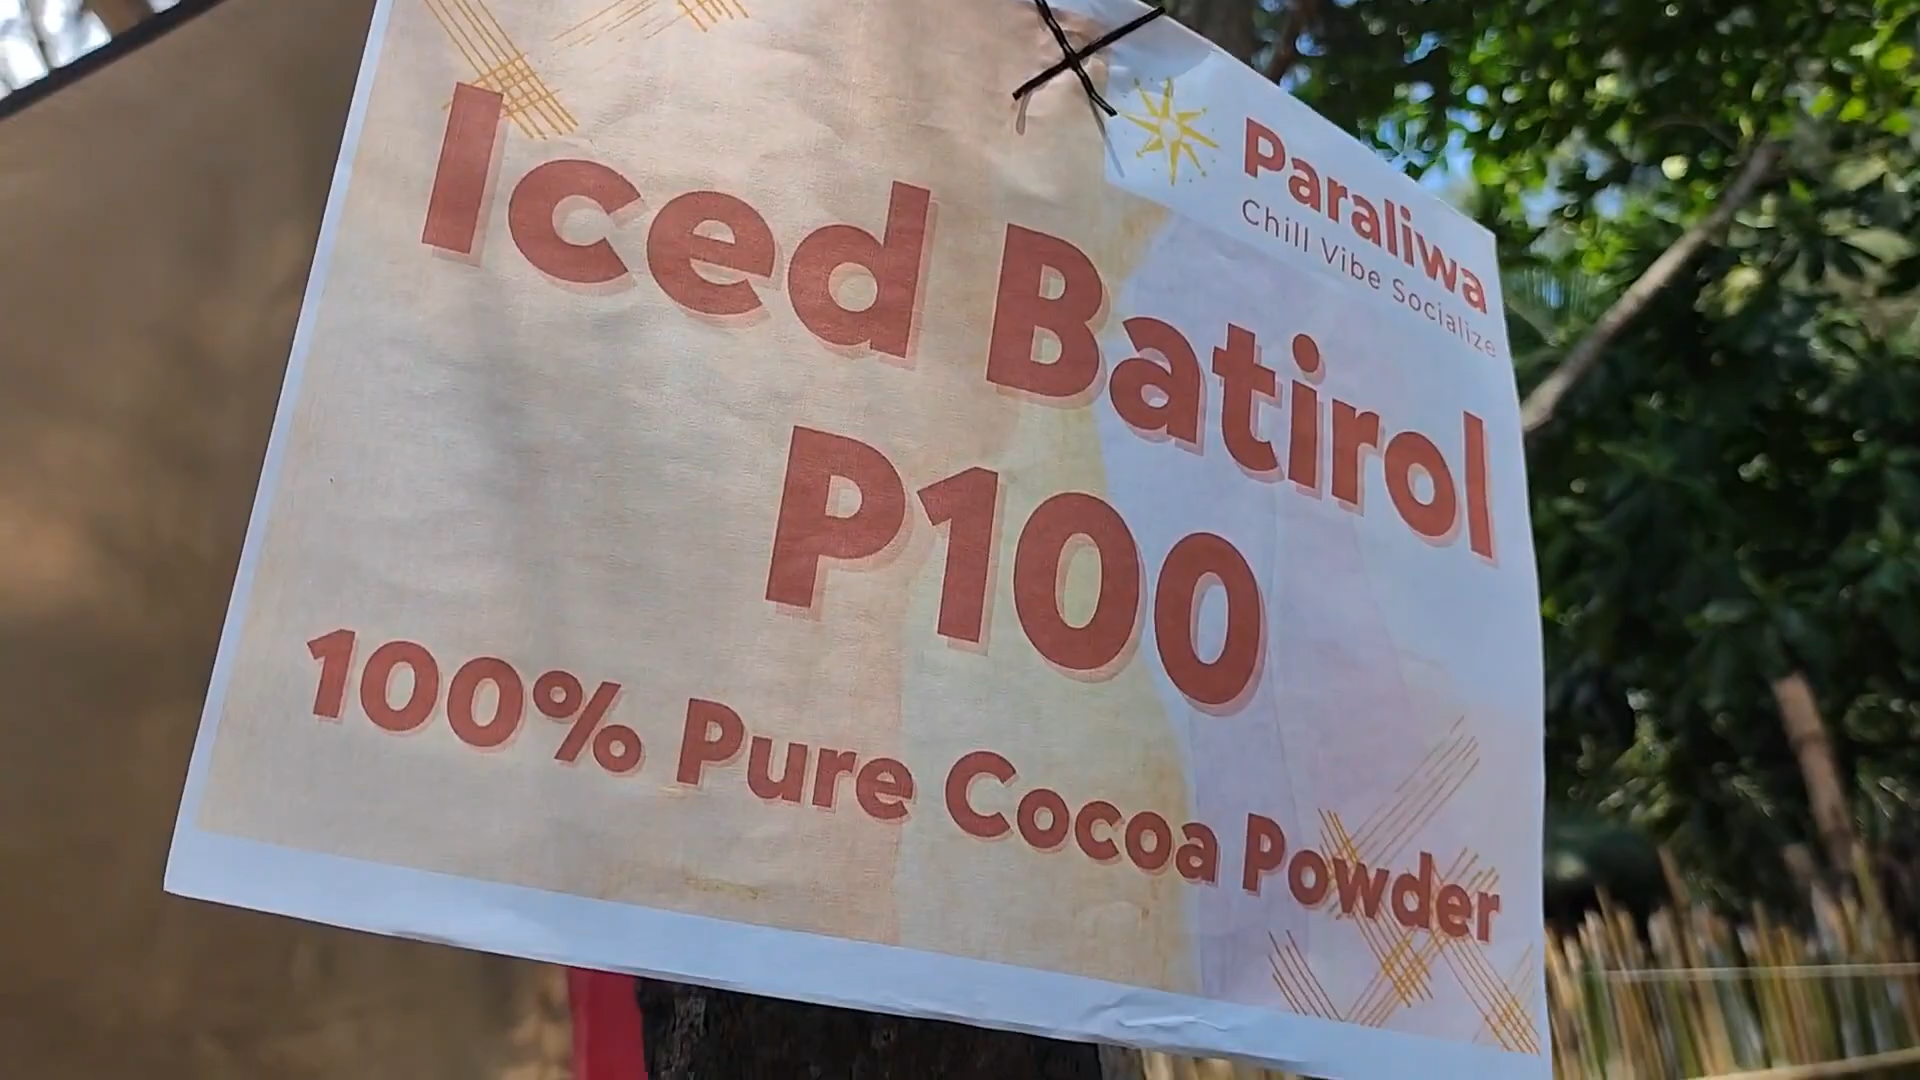 Paraliwa
Chill Vibe Socialize
Iced Batirol
P100
100% Pure Cocoa Powder